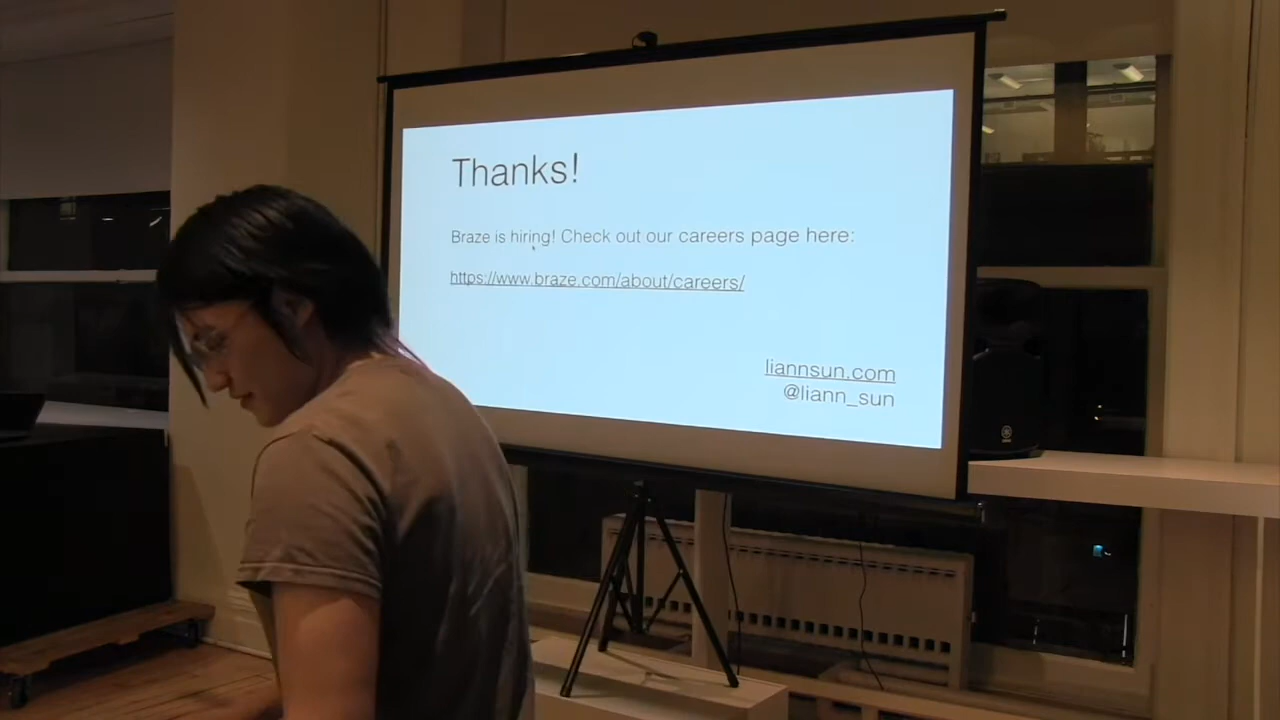 Thanks!
Braze is hiring! Check out our careers page here:
https://www.braze.com/about/careers/
liannsun.com
@liann_sun